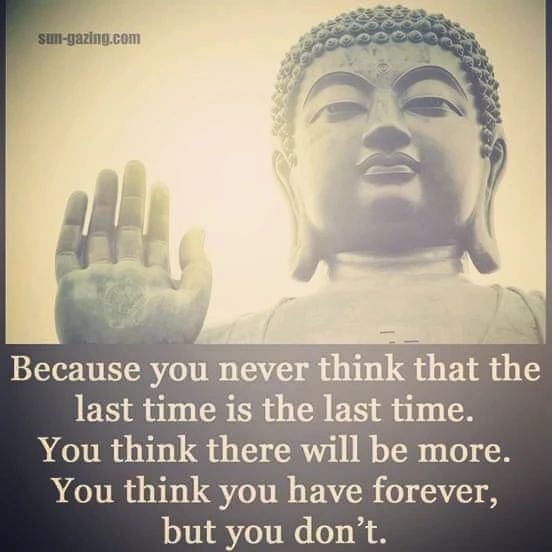 sun-gazing.com
Because you never think that the
last time is the last time.
You think there will be more.
You think you have forever,
but you don't.